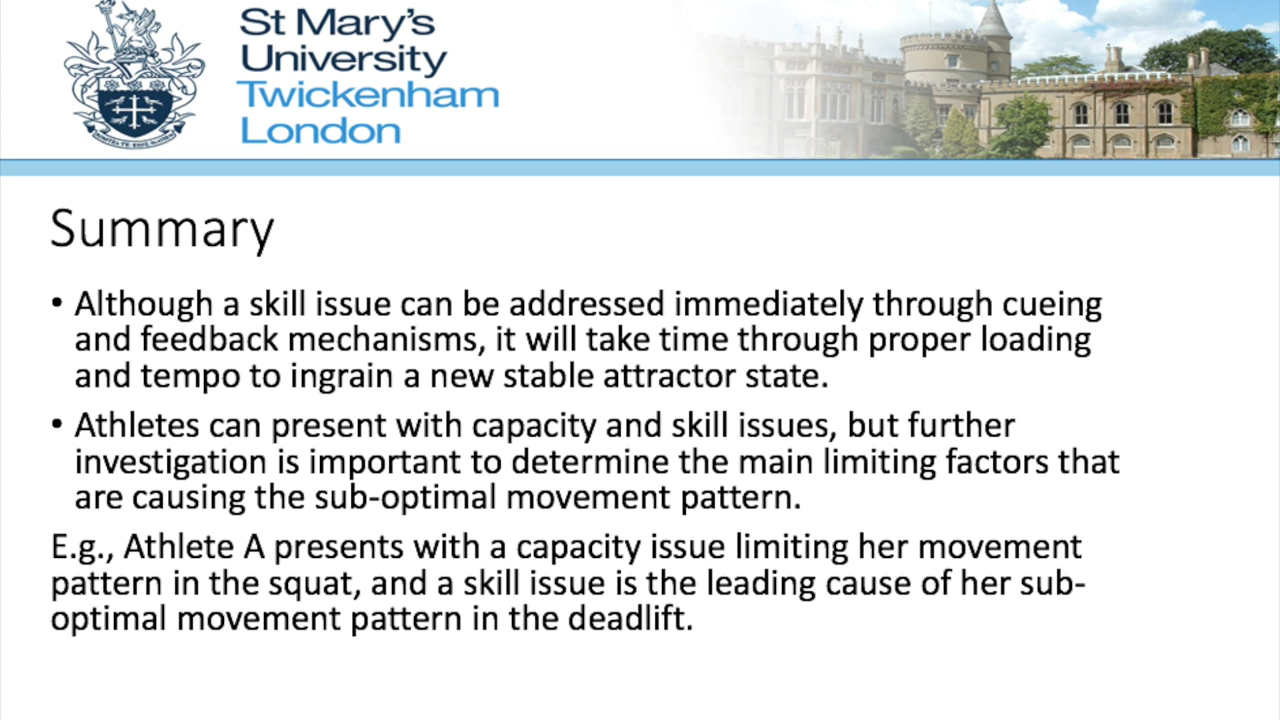 St Mary's
University
Twickenham
London
Summary
• Although a skill issue can be addressed immediately through cueing
and feedback mechanisms, it will take time through proper loading
and tempo to ingrain a new stable attractor state.
• Athletes can present with capacity and skill issues, but further
investigation is important to determine the main limiting factors that
are causing the sub-optimal movement pattern.
E.g., Athlete A presents with a capacity issue limiting her movement
pattern in the squat, and a skill issue is the leading cause of her sub-
optimal movement pattern in the deadlift.